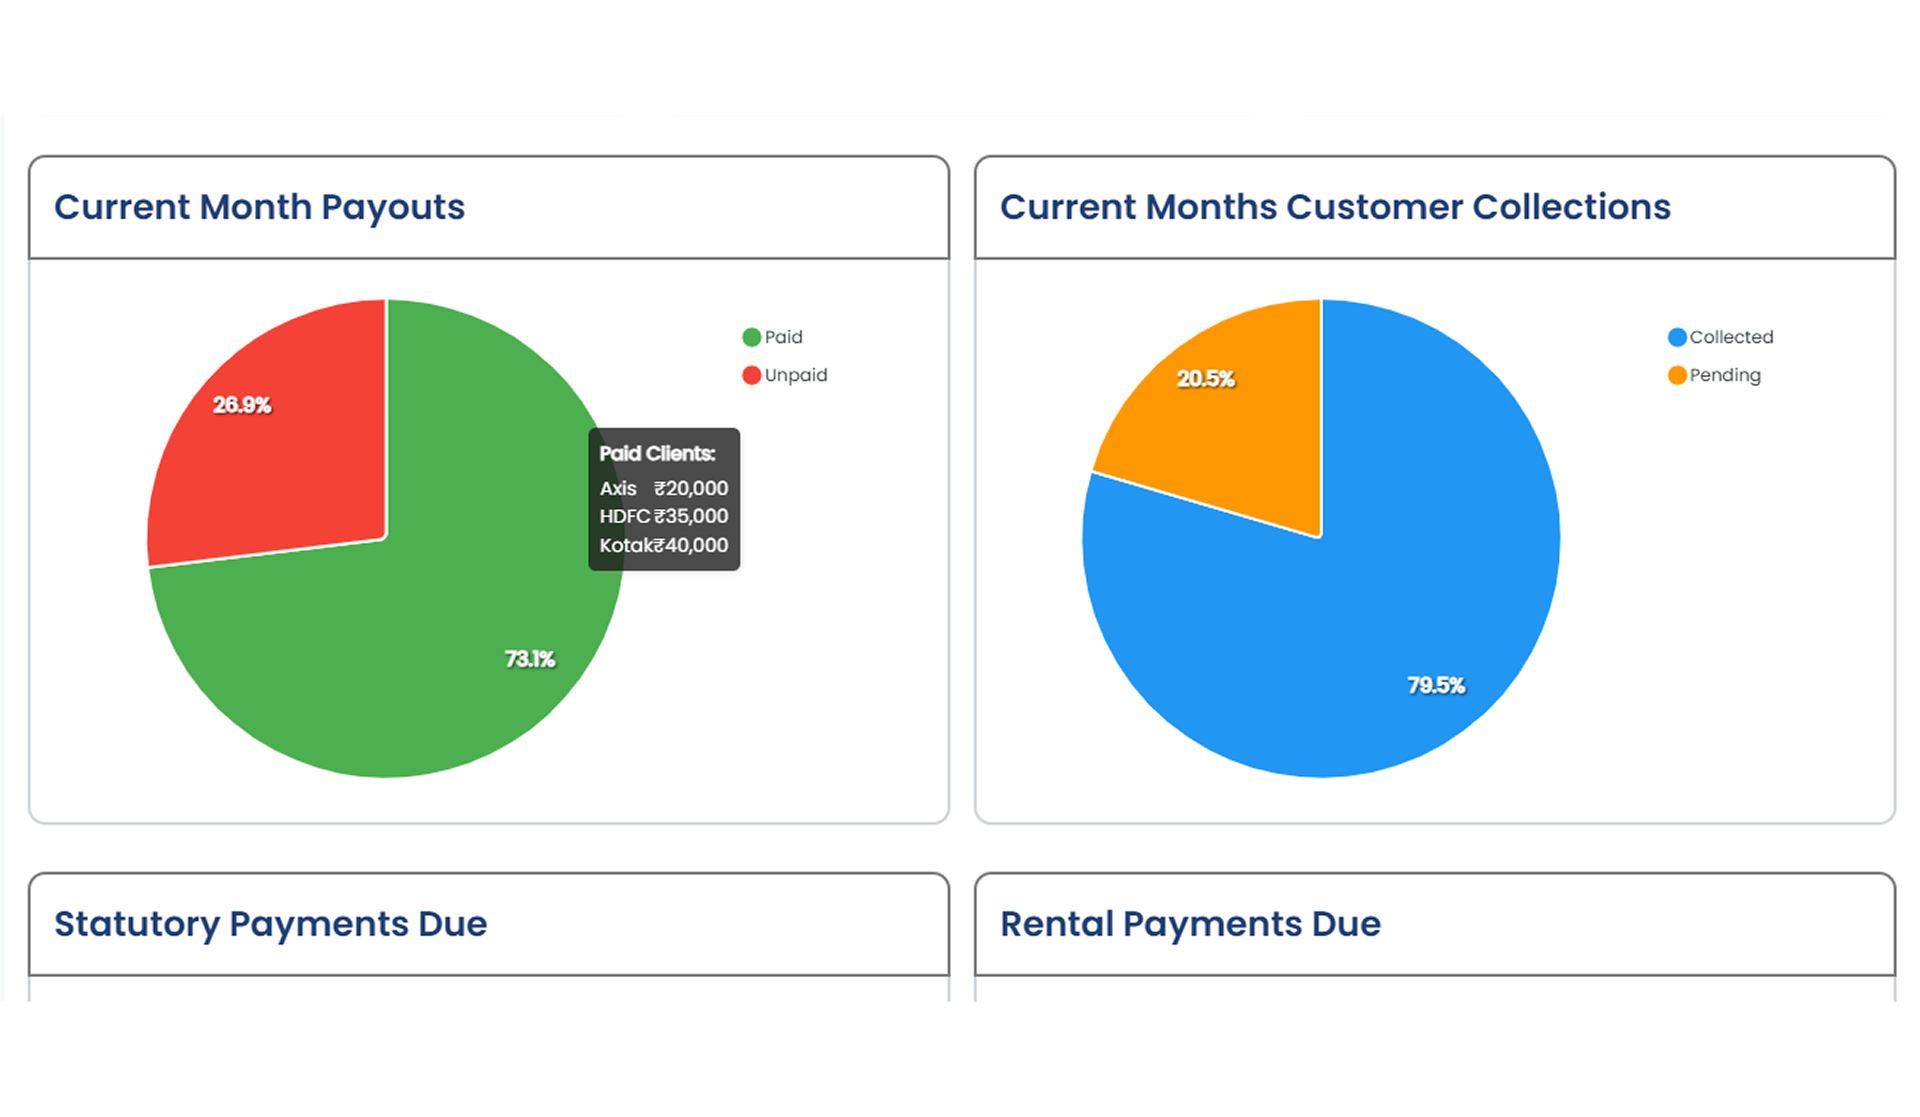 Current Month Payouts
Current Months Customer Collections
26.9%
73.1%
Paid
Unpaid
Paid Clients:
Axis ₹20,000
HDFC ₹35,000
Kotak ₹40,000
20.5%
79.5%
Collected
Pending
Statutory Payments Due
Rental Payments Due